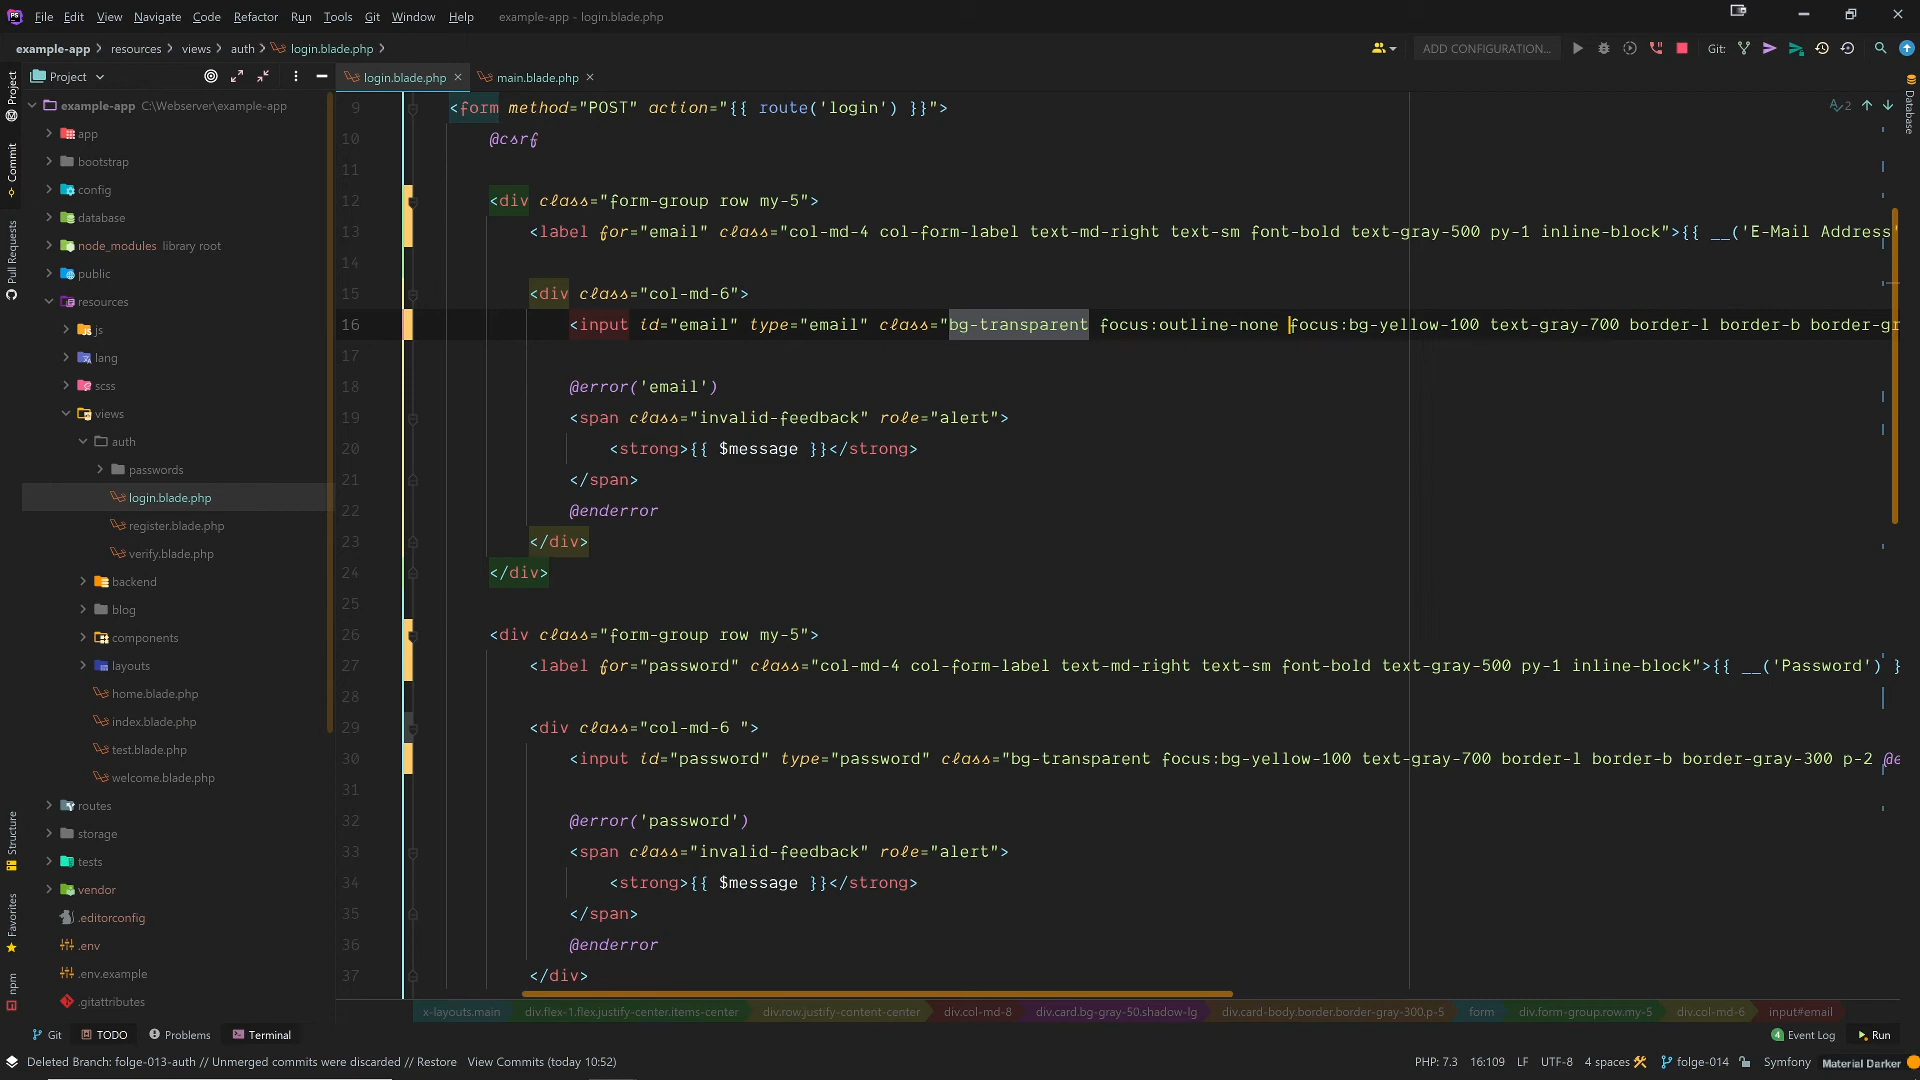 File Edit View Navigate Code Refactor Run Tools Git Window Help example-app - login.blade.php
example-app resources views auth login.blade.php ADD CONFIGURATION... Git:
Project login.blade.php main.blade.php
example-app C:\Webserver\example-app
app
bootstrap
config
database
node_modules library root
public
resources
js
lang
scss
views
auth
passwords
login.blade.php
register.blade.php
verify.blade.php
backend
blog
components
layouts
home.blade.php
index.blade.php
test.blade.php
welcome.blade.php
routes
storage
tests
vendor
.editorconfig
.env
.env.example
.gitattributes
Project
Commit
Pull Requests
Structure
Favorites
npm
Database
2
9 <form method="POST" action="{{ route('login') }}">
10 @csrf
11
12 <div class="form-group row my-5">
13 <label for="email" class="col-md-4 col-form-label text-md-right text-sm font-bold text-gray-500 py-1 inline-block">{{ __('E-Mail Address'
14
15 <div class="col-md-6">
16 <input id="email" type="email" class="bg-transparent focus:outline-none focus:bg-yellow-100 text-gray-700 border-l border-b border-gr
17
18 @error('email')
19 <span class="invalid-feedback" role="alert">
20 <strong>{{ $message }}</strong>
21 </span>
22 @enderror
23 </div>
24 </div>
25
26 <div class="form-group row my-5">
27 <label for="password" class="col-md-4 col-form-label text-md-right text-sm font-bold text-gray-500 py-1 inline-block">{{ __('Password') }
28
29 <div class="col-md-6 ">
30 <input id="password" type="password" class="bg-transparent focus:bg-yellow-100 text-gray-700 border-l border-b border-gray-300 p-2 @e
31
32 @error('password')
33 <span class="invalid-feedback" role="alert">
34 <strong>{{ $message }}</strong>
35 </span>
36 @enderror
37 </div>
x-layouts.main div.flex-1.flex.justify-center.items-center div.row.justify-content-center div.col-md-8 div.card.bg-gray-50.shadow-lg div.card-body.border.border-gray-300.p-5 form div.form-group.row.my-5 div.col-md-6 input#email
Git TODO Problems Terminal 4 Event Log Run
Deleted Branch: folge-013-auth // Unmerged commits were discarded // Restore View Commits (today 10:52) PHP: 7.3 16:109 LF UTF-8 4 spaces folge-014 Symfony Material Darker